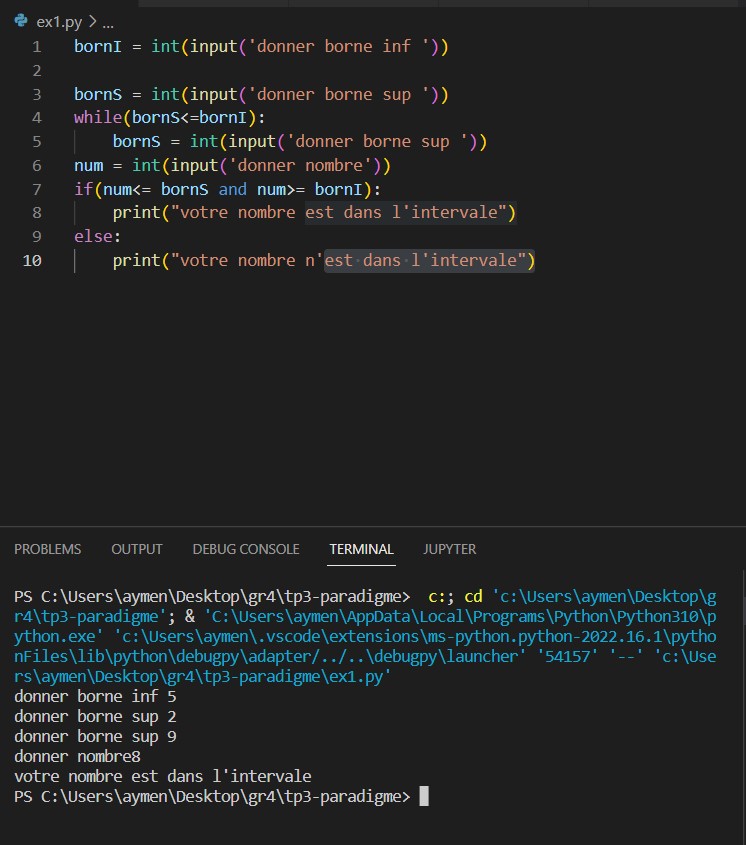 ex1.py > ...
1 bornI = int(input('donner borne inf '))
2
3 bornS = int(input('donner borne sup '))
4 while(bornS<=bornI):
5 bornS = int(input('donner borne sup '))
6 num = int(input('donner nombre'))
7 if(num<= bornS and num>= bornI):
8 print("votre nombre est dans l'intervale")
9 else:
10 print("votre nombre n'est dans l'intervale")
PROBLEMS OUTPUT DEBUG CONSOLE TERMINAL JUPYTER
PS C:\Users\aymen\Desktop\gr4\tp3-paradigme>  c:; cd 'c:\Users\aymen\Desktop\g
r4\tp3-paradigme'; & 'C:\Users\aymen\AppData\Local\Programs\Python\Python310\p
ython.exe' 'c:\Users\aymen\.vscode\extensions\ms-python.python-2022.16.1\pytho
nFiles\lib\python\debugpy\adapter/../..\debugpy\launcher' '54157' '--' 'c:\Use
rs\aymen\Desktop\gr4\tp3-paradigme\ex1.py'
donner borne inf 5
donner borne sup 2
donner borne sup 9
donner nombre8
votre nombre est dans l'intervale
PS C:\Users\aymen\Desktop\gr4\tp3-paradigme>